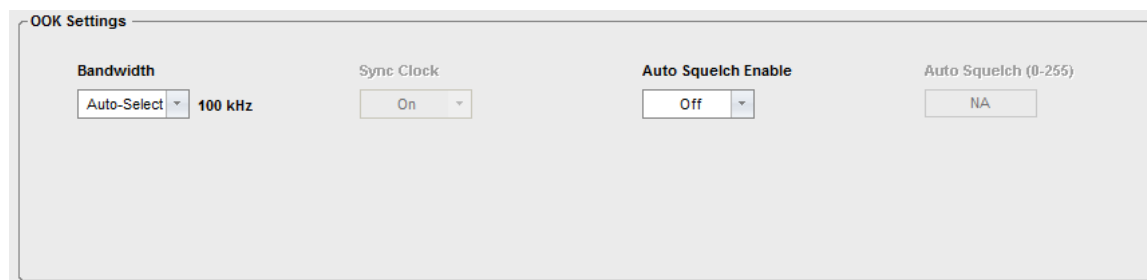 OOK Settings
Bandwidth Sync Clock Auto Squelch Enable Auto Squelch (0-255)
Auto-Select 100 kHz On Off NA